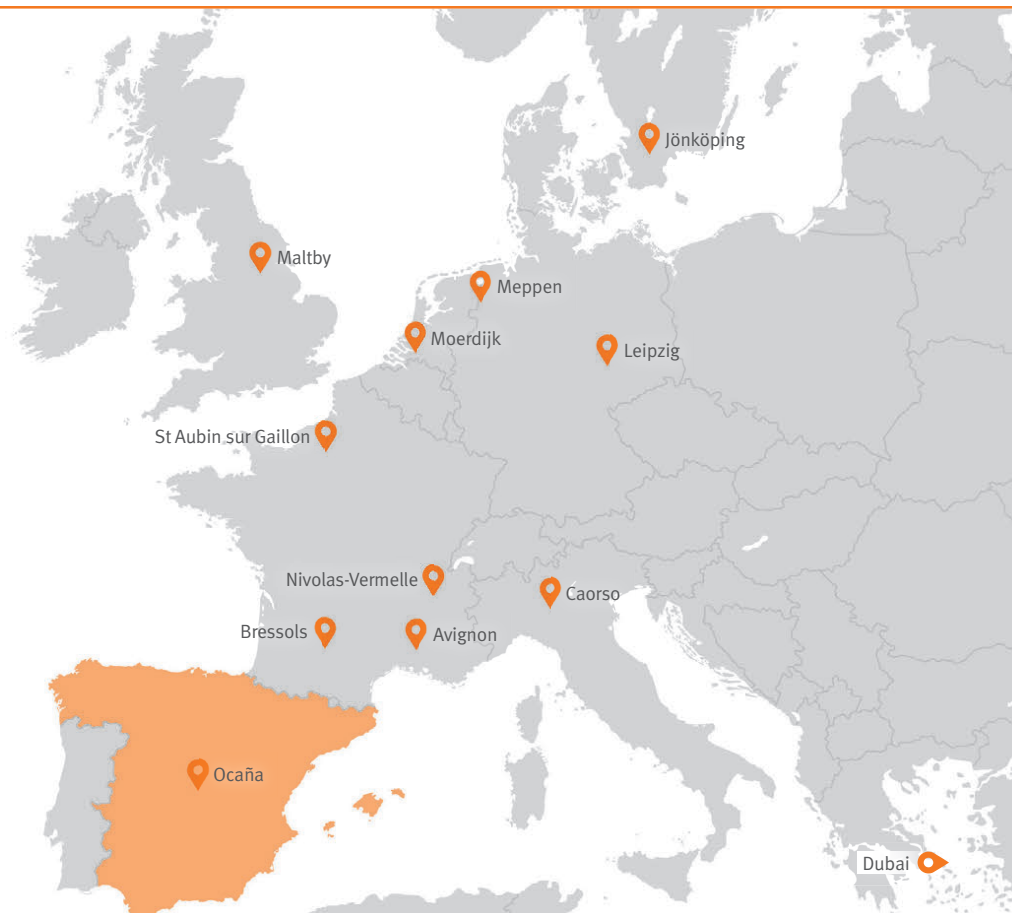 Jönköping
Maltby
Meppen
Moerdijk
Leipzig
St Aubin sur Gaillon
Nivolas-Vermelle
Caorso
Bressols
Avignon
Ocaña
Dubai